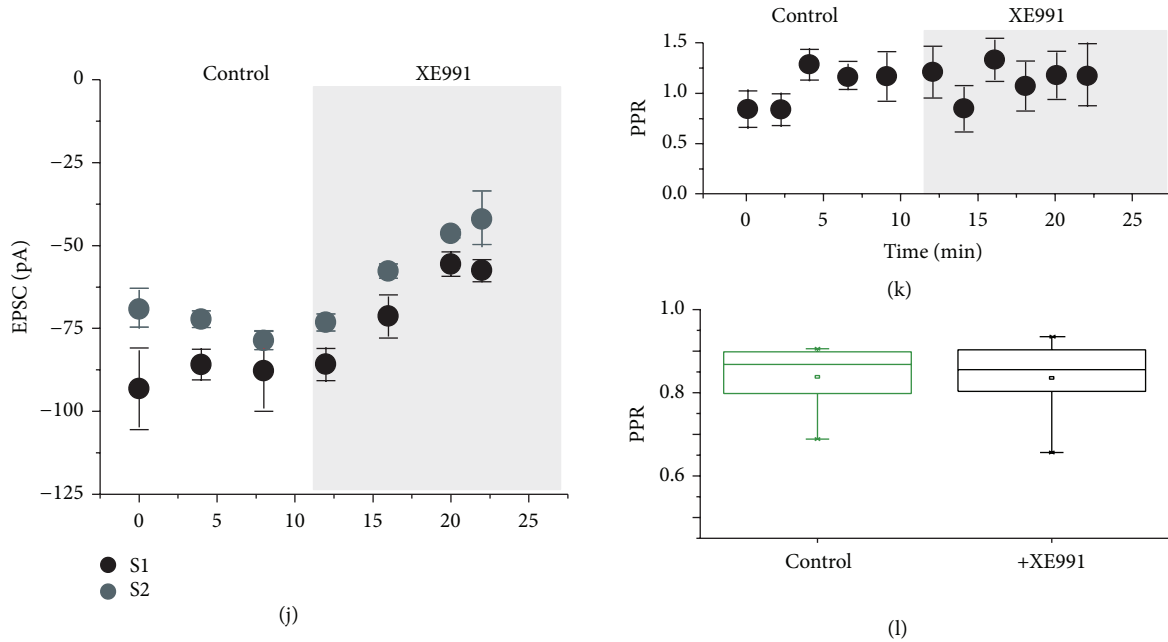 Control XE991
0
−25
−50
−75
−100
−125
EPSC (pA)
0 5 10 15 20 25
S1
S2
(j)
Control XE991
1.5
1.0
0.5
0.0
PPR
0 5 10 15 20 25
Time (min)
(k)
1.0
0.8
0.6
PPR
Control +XE991
(l)